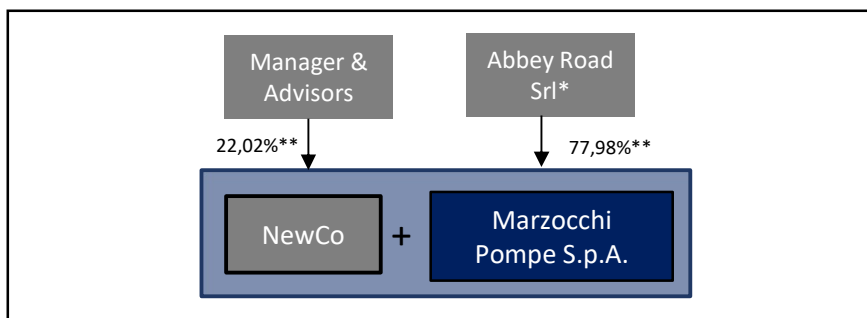 Manager &
Advisors
Abbey Road
Srl*
22,02%**
77,98%**
NewCo
+
Marzocchi
Pompe S.p.A.